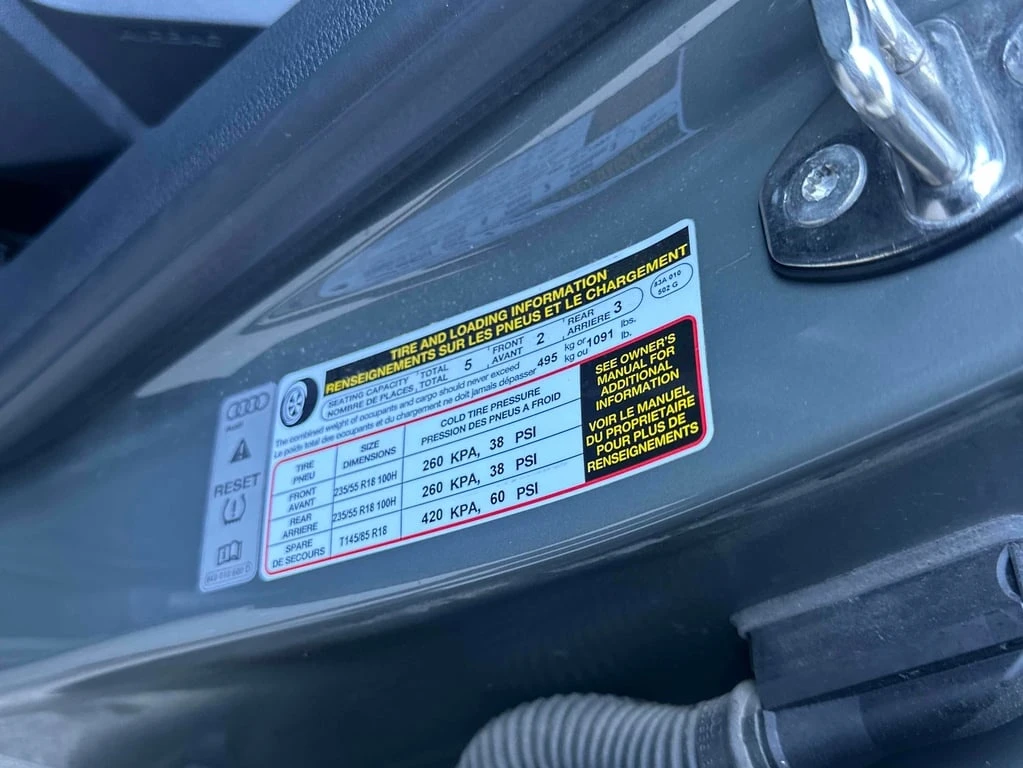 AIRBAG
TIRE AND LOADING INFORMATION
RENSEIGNEMENTS SUR LES PNEUS ET LE CHARGEMENT
SEATING CAPACITY TOTAL 5 FRONT 2 REAR 3
NOMBRE DE PLACES, TOTAL AVANT ARRIERE
83A 010
502 G
The combined weight of occupants and cargo should never exceed 495 kg or 1091 lbs.
Le poids total des occupants et du chargement ne doit jamais dépasser kg ou lb.
TIRE SIZE COLD TIRE PRESSURE
PNEU DIMENSIONS PRESSION DES PNEUS A FROID
FRONT 235/55 R18 100H 260 KPA, 38 PSI
AVANT
REAR 235/55 R18 100H 260 KPA, 38 PSI
ARRIERE
SPARE T145/85 R18 420 KPA, 60 PSI
DE SECOURS
SEE OWNER'S
MANUAL FOR
ADDITIONAL
INFORMATION
VOIR LE MANUEL
DU PROPRIETAIRE
POUR PLUS DE
RENSEIGNEMENTS
Audi
RESET